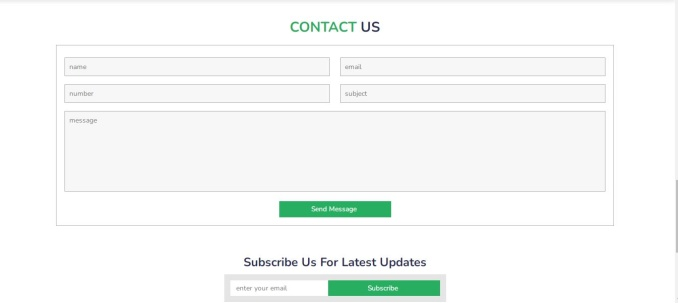 CONTACT US
name
email
number
subject
message
Send Message
Subscribe Us For Latest Updates
enter your email
Subscribe